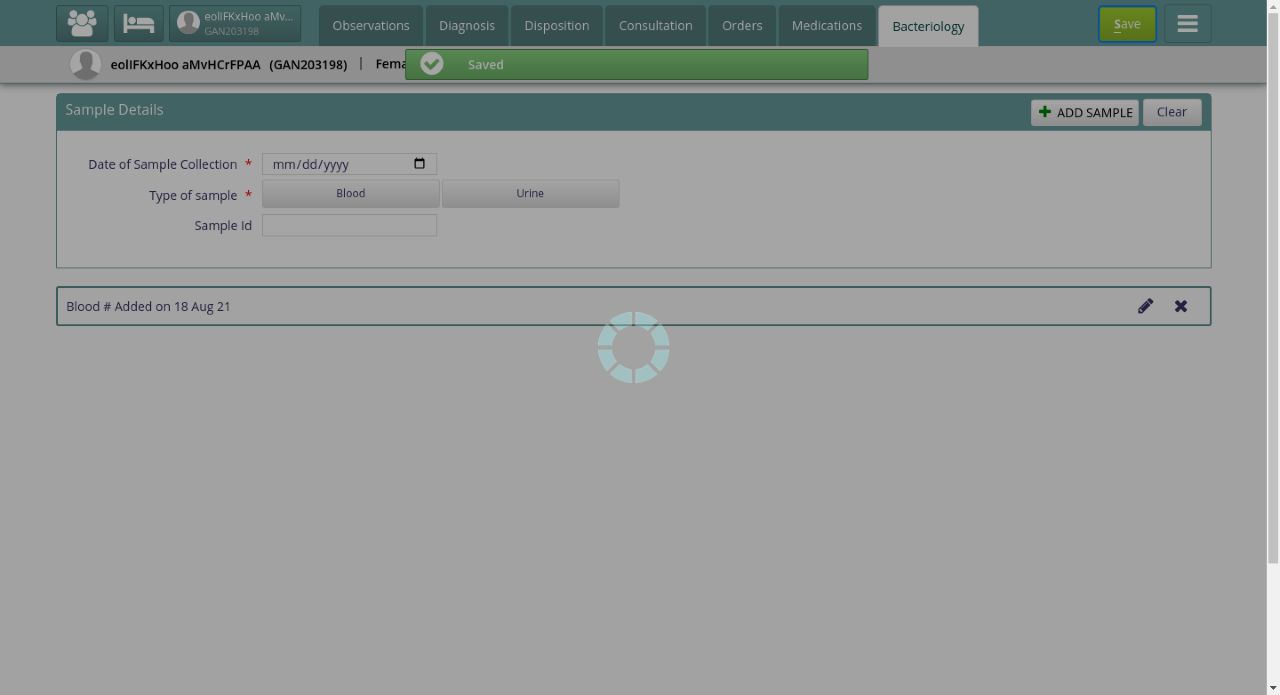 eolIFKxHoo aMv...
GAN203198
Observations
Diagnosis
Disposition
Consultation
Orders
Medications
Bacteriology
Save
eolIFKxHoo aMvHCrFPAA (GAN203198) | Fema
Saved
Sample Details
ADD SAMPLE
Clear
Date of Sample Collection *
mm/dd/yyyy
Type of sample *
Blood
Urine
Sample Id
Blood # Added on 18 Aug 21